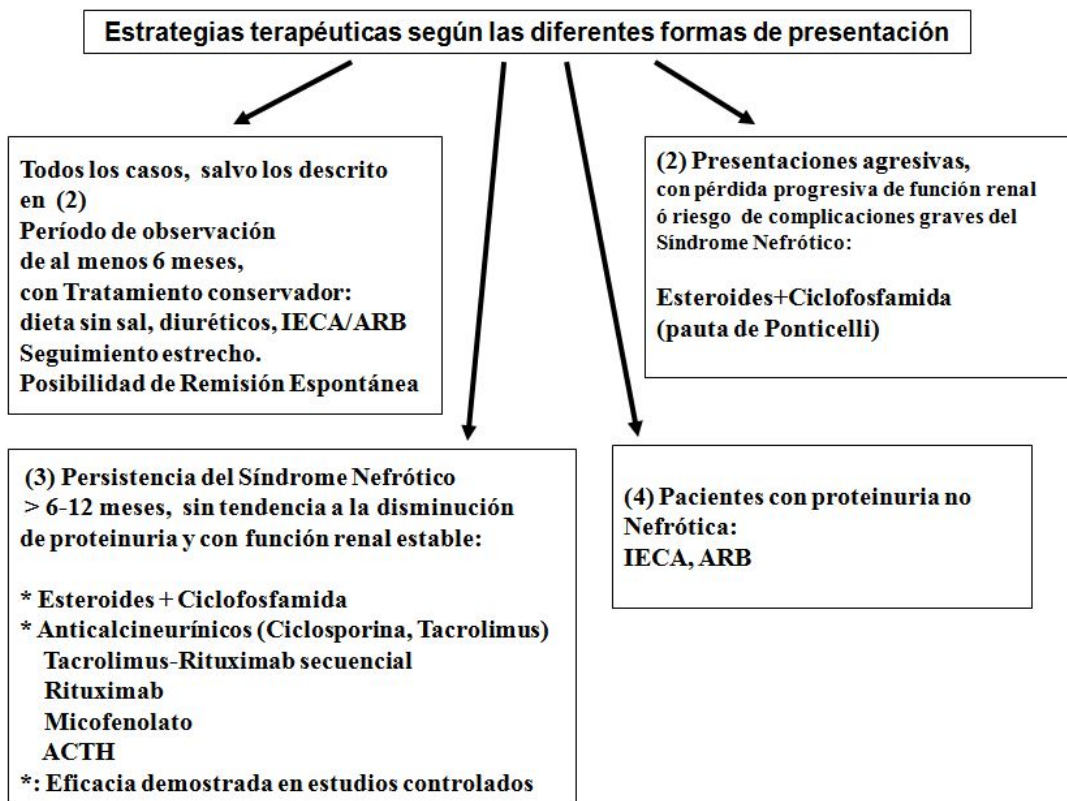 Estrategias terapéuticas según las diferentes formas de presentación
Todos los casos, salvo los descrito
en (2)
Período de observación
de al menos 6 meses,
con Tratamiento conservador:
dieta sin sal, diuréticos, IECA/ARB
Seguimiento estrecho.
Posibilidad de Remisión Espontánea
(2) Presentaciones agresivas,
con pérdida progresiva de función renal
ó riesgo de complicaciones graves del
Síndrome Nefrótico:
Esteroides+Ciclofosfamida
(pauta de Ponticelli)
(3) Persistencia del Síndrome Nefrótico
> 6-12 meses, sin tendencia a la disminución
de proteinuria y con función renal estable:
* Esteroides + Ciclofosfamida
* Anticalcineurínicos (Ciclosporina, Tacrolimus)
Tacrolimus-Rituximab secuencial
Rituximab
Micofenolato
ACTH
*: Eficacia demostrada en estudios controlados
(4) Pacientes con proteinuria no
Nefrótica:
IECA, ARB